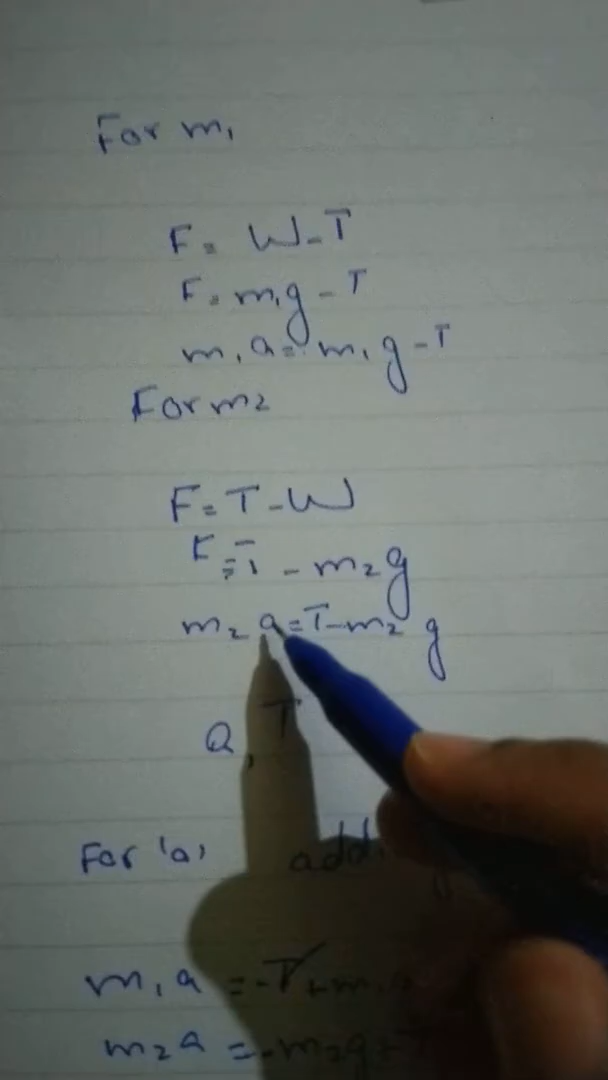 For m₁
F = W - T
F = m₁g - T
m₁a = m₁g - T
For m₂
F = T - W
F = T - m₂g
m₂a = T - m₂g
a, T
For 'a'
m₁a = -T +
m₂a = -m₂g +